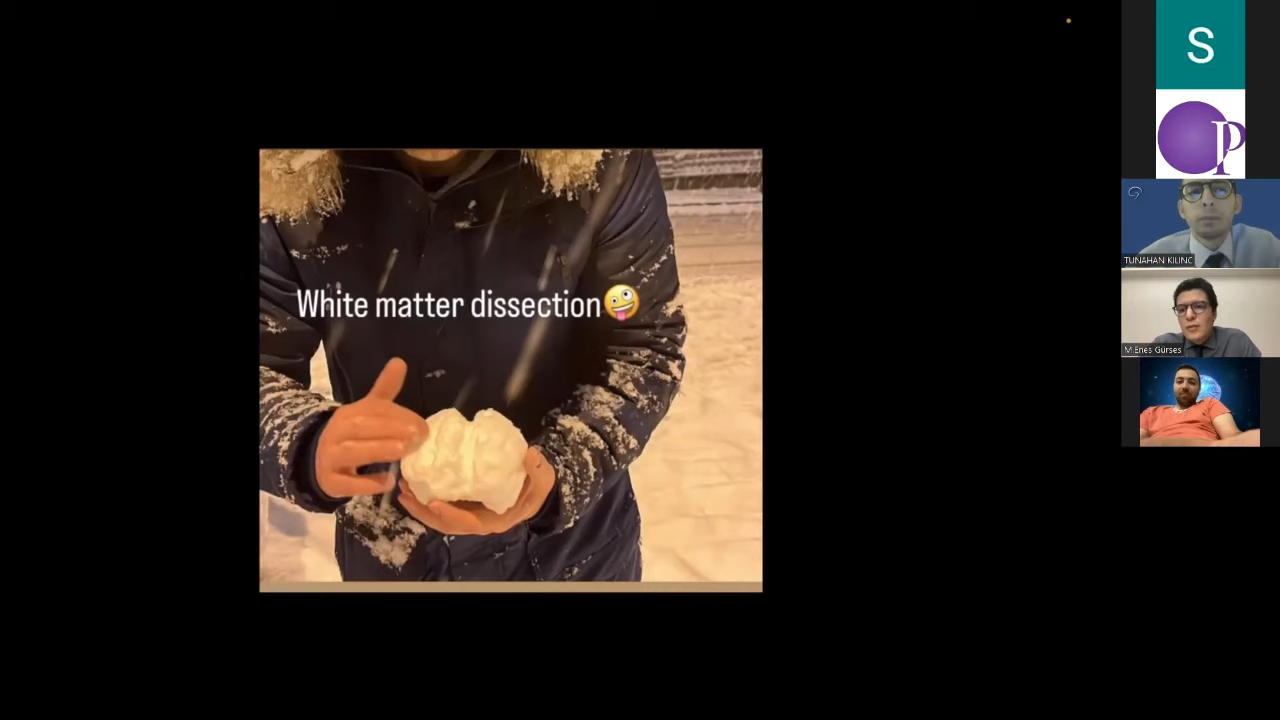 White matter dissection🤪
S
P
TUNAHAN KILINC
M.Enes Gürses